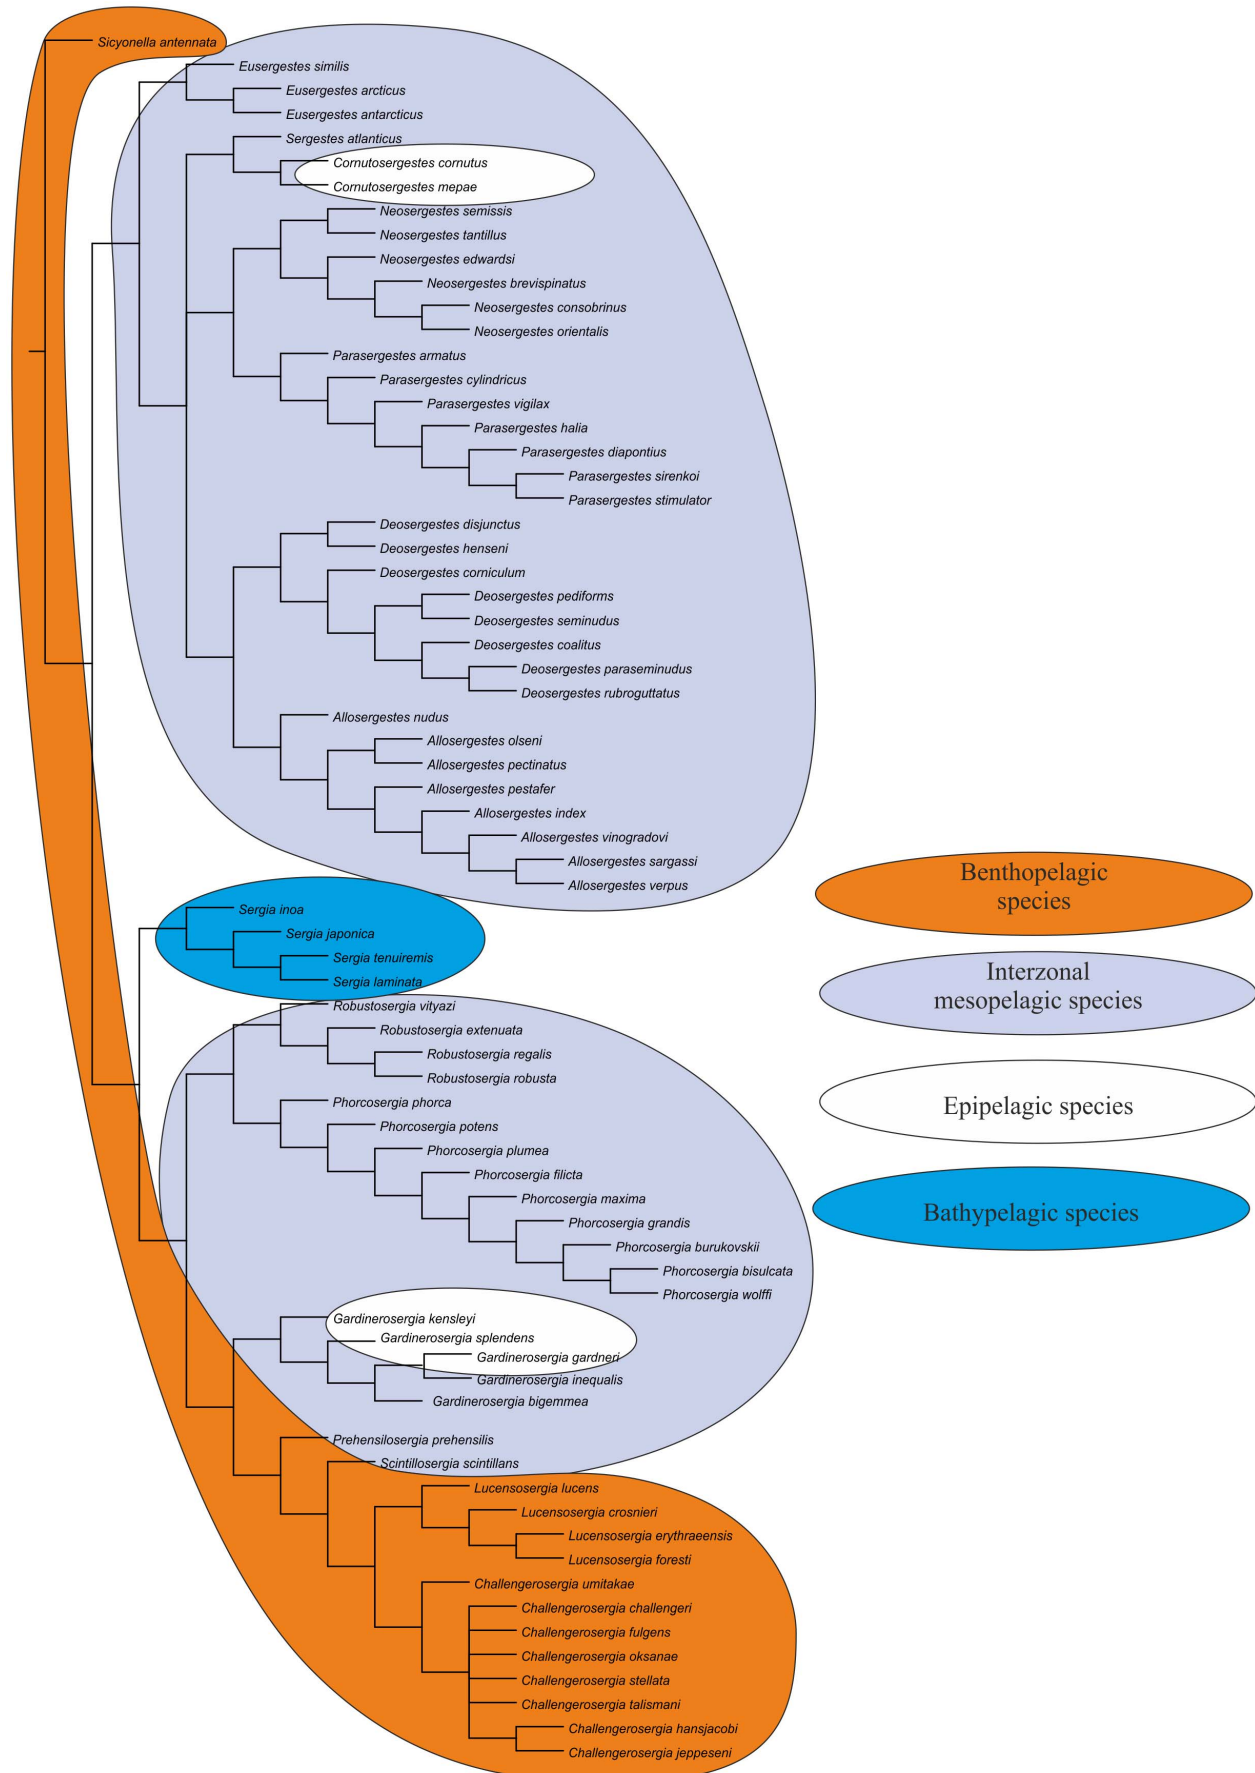 Sicyonella antennata
Eusergestes similis
Eusergestes arcticus
Eusergestes antarcticus
Sergestes atlanticus
Cornutosergestes cornutus
Cornutosergestes mepae
Neosergestes semissis
Neosergestes tantillus
Neosergestes edwardsi
Neosergestes brevispinatus
Neosergestes consobrinus
Neosergestes orientalis
Parasergestes armatus
Parasergestes cylindricus
Parasergestes vigilax
Parasergestes halia
Parasergestes diapontius
Parasergestes sirenkoi
Parasergestes stimulator
Deosergestes disjunctus
Deosergestes henseni
Deosergestes corniculum
Deosergestes pediforms
Deosergestes seminudus
Deosergestes coalitus
Deosergestes paraseminudus
Deosergestes rubroguttatus
Allosergestes nudus
Allosergestes olseni
Allosergestes pectinatus
Allosergestes pestafer
Allosergestes index
Allosergestes vinogradovi
Allosergestes sargassi
Allosergestes verpus
Sergia inoa
Sergia japonica
Sergia tenuiremis
Sergia laminata
Robustosergia vityazi
Robustosergia extenuata
Robustosergia regalis
Robustosergia robusta
Phorcosergia phorca
Phorcosergia potens
Phorcosergia plumea
Phorcosergia filicta
Phorcosergia maxima
Phorcosergia grandis
Phorcosergia burukovskii
Phorcosergia bisulcata
Phorcosergia wolffi
Gardinerosergia kensleyi
Gardinerosergia splendens
Gardinerosergia gardneri
Gardinerosergia inequalis
Gardinerosergia bigemmea
Prehensilosergia prehensilis
Scintillosergia scintillans
Lucensosergia lucens
Lucensosergia crosnieri
Lucensosergia erythraeensis
Lucensosergia foresti
Challengerosergia umitakae
Challengerosergia challengeri
Challengerosergia fulgens
Challengerosergia oksanae
Challengerosergia stellata
Challengerosergia talismani
Challengerosergia hansjacobi
Challengerosergia jeppeseni
Benthopelagic
species
Interzonal
mesopelagic species
Epipelagic species
Bathypelagic species